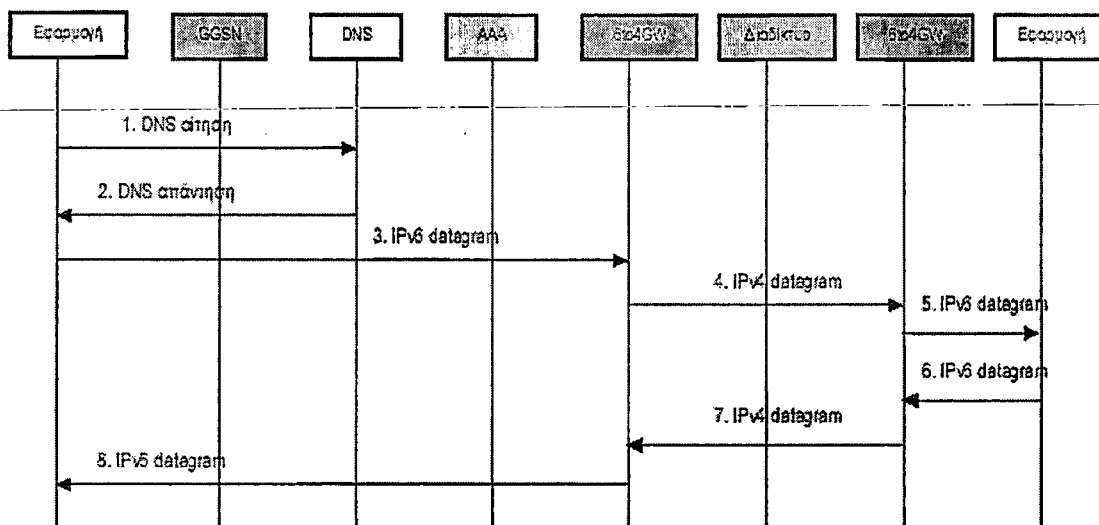 Εφαρμογή
GGSN
DNS
AAA
6to4GW
Διαδίκτυο
6to4GW
Εφαρμογή
1. DNS αίτηση
2. DNS απάντηση
3. IPv6 datagram
4. IPv4 datagram
5. IPv6 datagram
6. IPv6 datagram
7. IPv4 datagram
8. IPv6 datagram